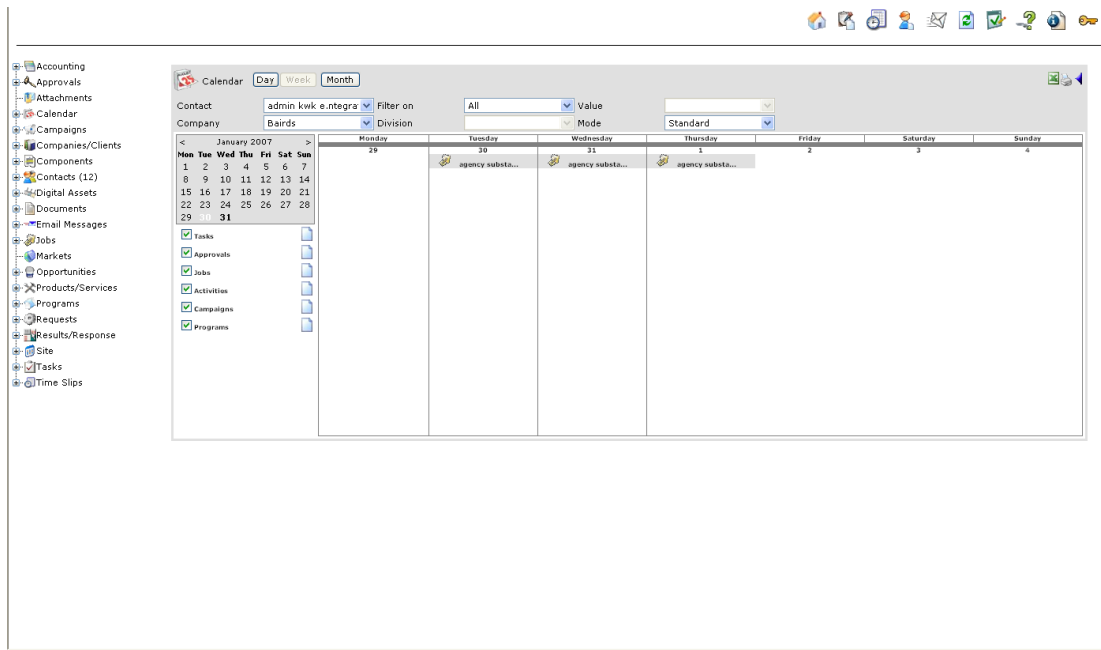 Accounting
Approvals
Attachments
Calendar
Campaigns
Companies/Clients
Components
Contacts (12)
Digital Assets
Documents
Email Messages
Jobs
Markets
Opportunities
Products/Services
Programs
Requests
Results/Response
Site
Tasks
Time Slips
Calendar Day Week Month
Contact admin kwk e.ntegra Filter on All Value
Company Bairds Division Mode Standard
< January 2007 >
Mon Tue Wed Thu Fri Sat Sun
1 2 3 4 5 6 7
8 9 10 11 12 13 14
15 16 17 18 19 20 21
22 23 24 25 26 27 28
29 30 31
Tasks
Approvals
Jobs
Activities
Campaigns
Programs
Monday Tuesday Wednesday Thursday Friday Saturday Sunday
29 30 31 1 2 3 4
agency substa... agency substa... agency substa...